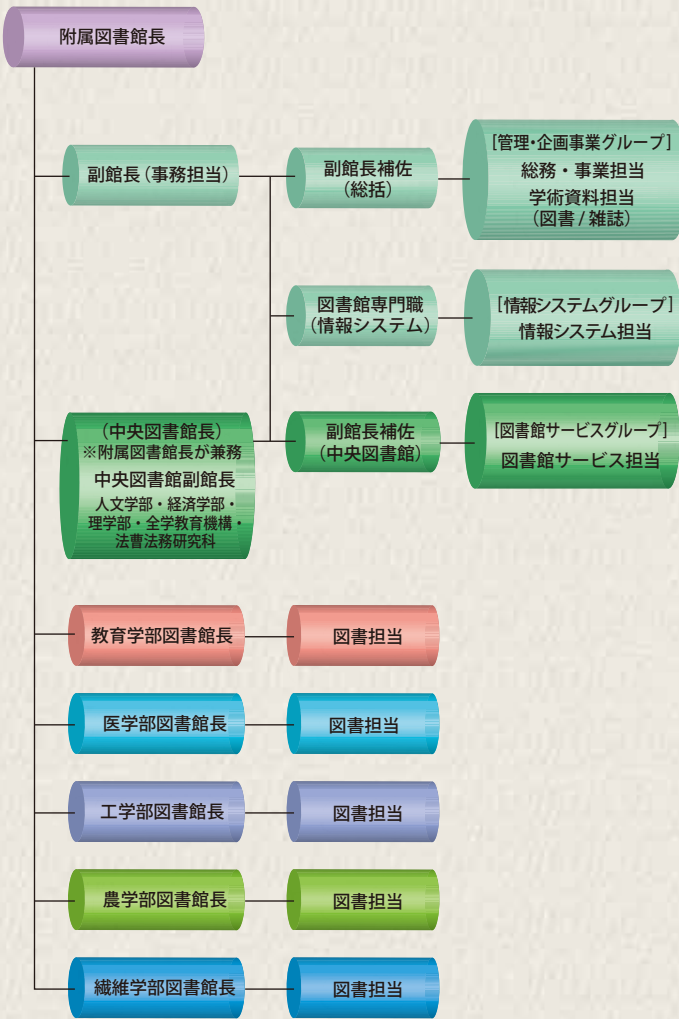 附属図書館長
副館長（事務担当）
副館長補佐
（総括）
［管理・企画事業グループ］
総務・事業担当
学術資料担当
（図書 / 雑誌）
図書館専門職
（情報システム）
［情報システムグループ］
情報システム担当
（中央図書館長）
※附属図書館長が兼務
中央図書館副館長
人文学部・経済学部・
理学部・全学教育機構・
法曹法務研究科
副館長補佐
（中央図書館）
［図書館サービスグループ］
図書館サービス担当
教育学部図書館長
図書担当
医学部図書館長
図書担当
工学部図書館長
図書担当
農学部図書館長
図書担当
繊維学部図書館長
図書担当